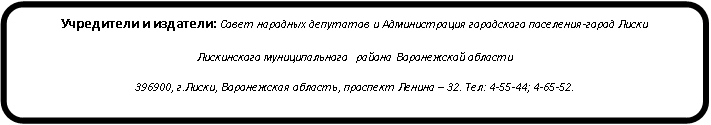 Учредители и издатели: Совет народных депутатов и Администрация городского поселения-город Лиски
Лискинского муниципального района Воронежской области
396900, г.Лиски, Воронежская область, проспект Ленина – 32. Тел: 4-55-44; 4-65-52.